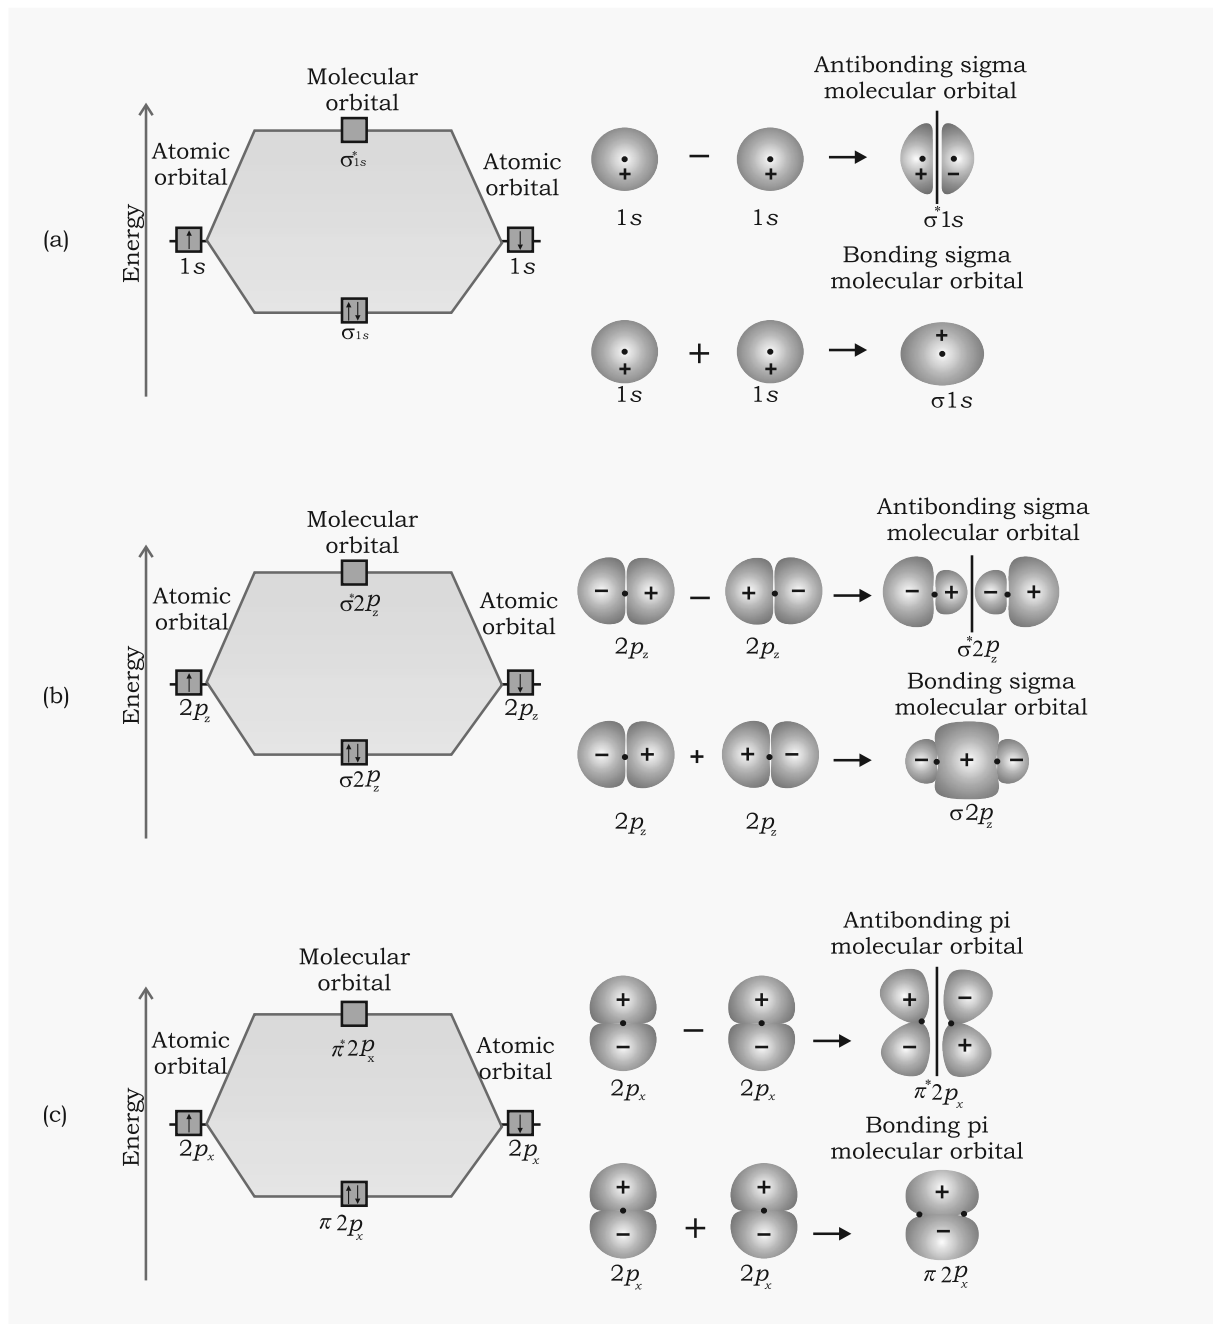 (a)
Energy
Molecular
orbital
σ*1s
Atomic
orbital
Atomic
orbital
1s
1s
σ1s
Antibonding sigma
molecular orbital
+
−
+
+
−
1s
1s
σ*1s
Bonding sigma
molecular orbital
+
+
+
+
1s
1s
σ1s
(b)
Energy
Molecular
orbital
σ*2pz
Atomic
orbital
Atomic
orbital
2pz
2pz
σ2pz
Antibonding sigma
molecular orbital
− + − + − − + − +
2pz
2pz
σ*2pz
Bonding sigma
molecular orbital
− + + + − − + −
2pz
2pz
σ2pz
(c)
Energy
Molecular
orbital
π*2px
Atomic
orbital
Atomic
orbital
2px
2px
π2px
Antibonding pi
molecular orbital
+ + + −
−
− − − +
2px
2px
π*2px
Bonding pi
molecular orbital
+ + +
+
− − −
2px
2px
π2px